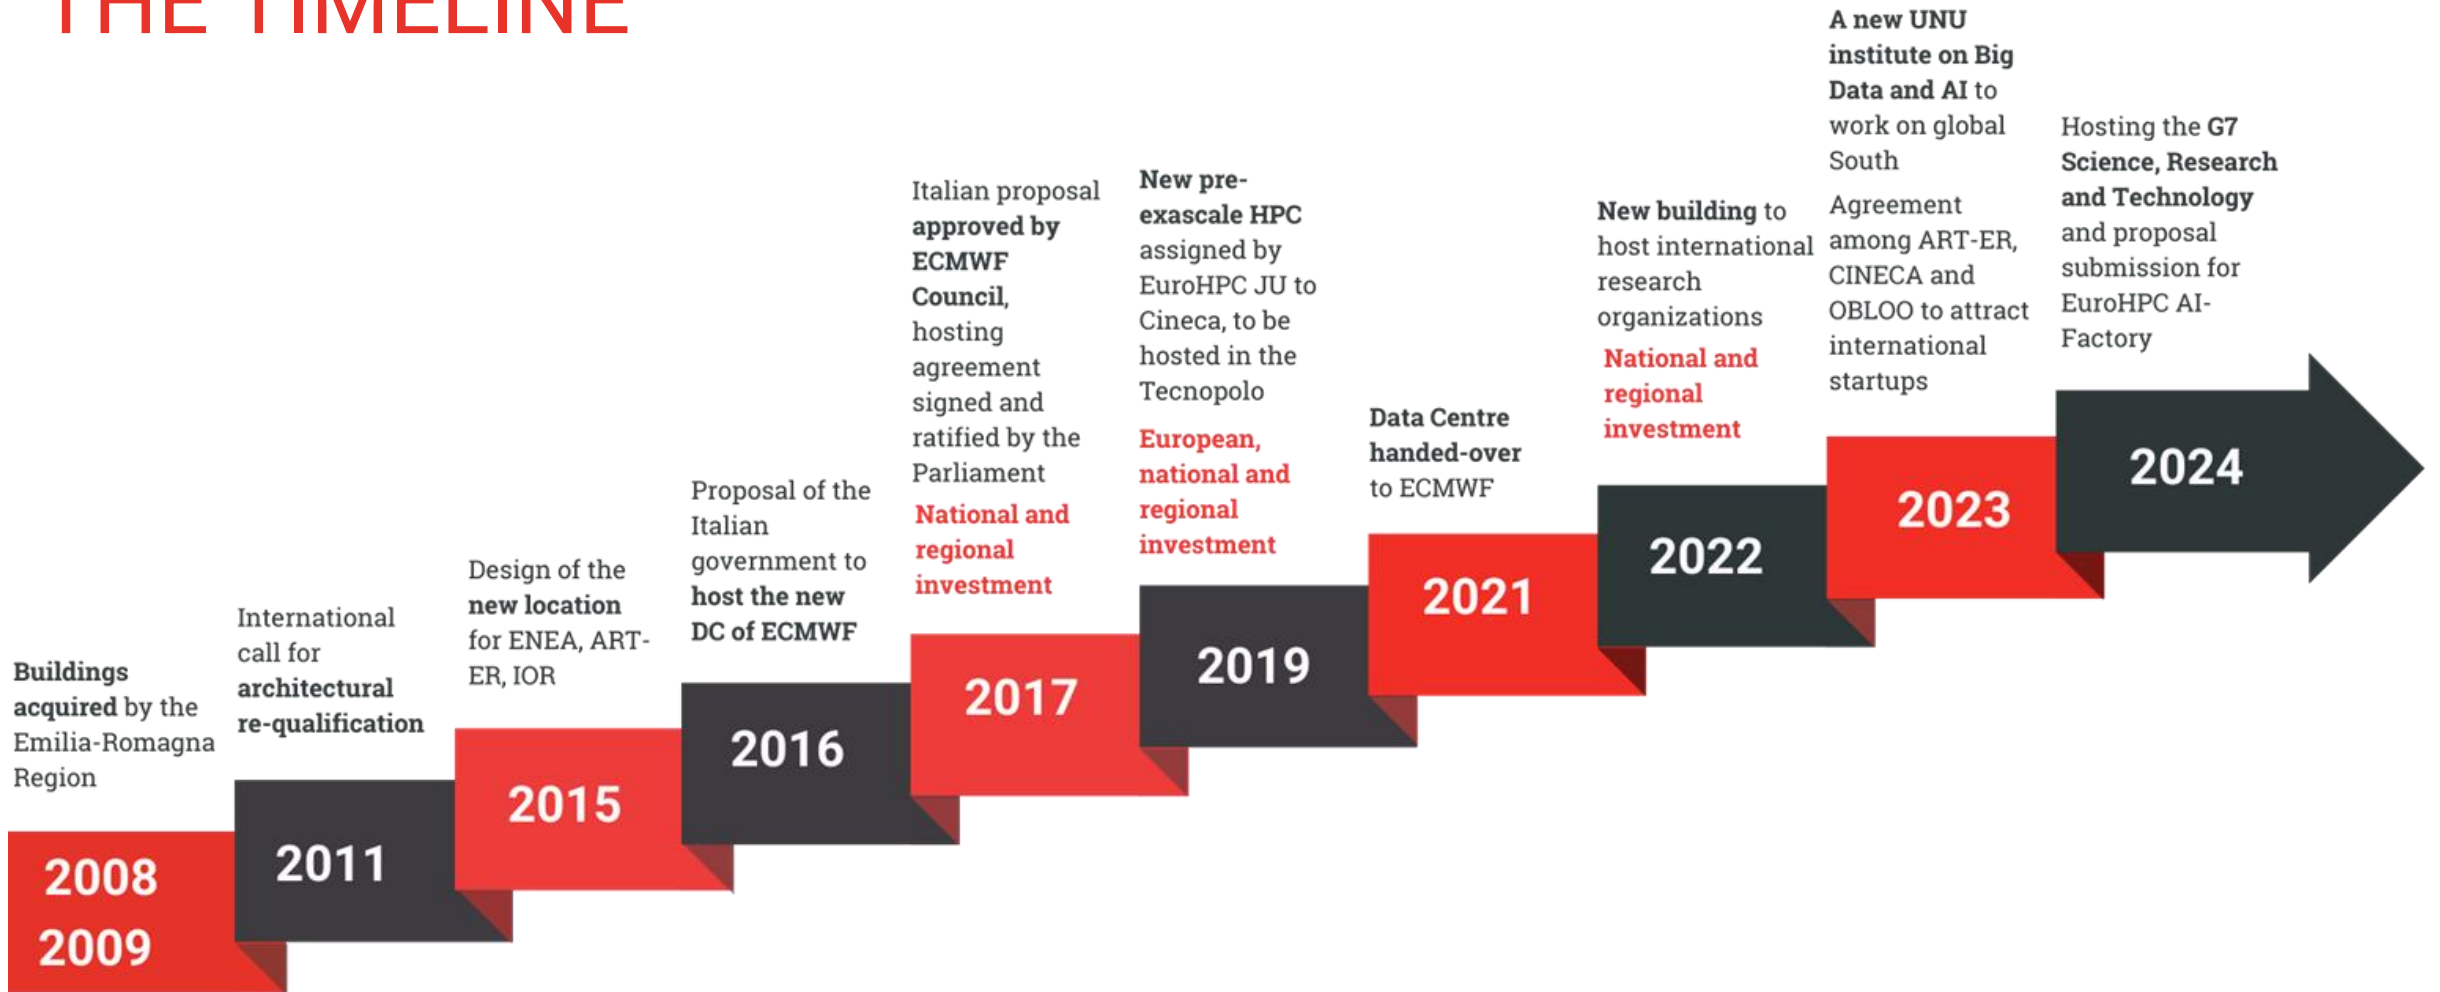 THE TIMELINE
Buildings
acquired by the
Emilia-Romagna
Region
2008
2009
International
call for
architectural
re-qualification
2011
Design of the
new location
for ENEA, ART-
ER, IOR
2015
Proposal of the
Italian
government to
host the new
DC of ECMWF
2016
Italian proposal
approved by
ECMWF
Council,
hosting
agreement
signed and
ratified by the
Parliament
National and
regional
investment
2017
New pre-
exascale HPC
assigned by
EuroHPC JU to
Cineca, to be
hosted in the
Tecnopolo
European,
national and
regional
investment
2019
Data Centre
handed-over
to ECMWF
2021
New building to
host international
research
organizations
National and
regional
investment
2022
A new UNU
institute on Big
Data and AI to
work on global
South
Agreement
among ART-ER,
CINECA and
OBLOO to attract
international
startups
2023
Hosting the G7
Science, Research
and Technology
and proposal
submission for
EuroHPC AI-
Factory
2024